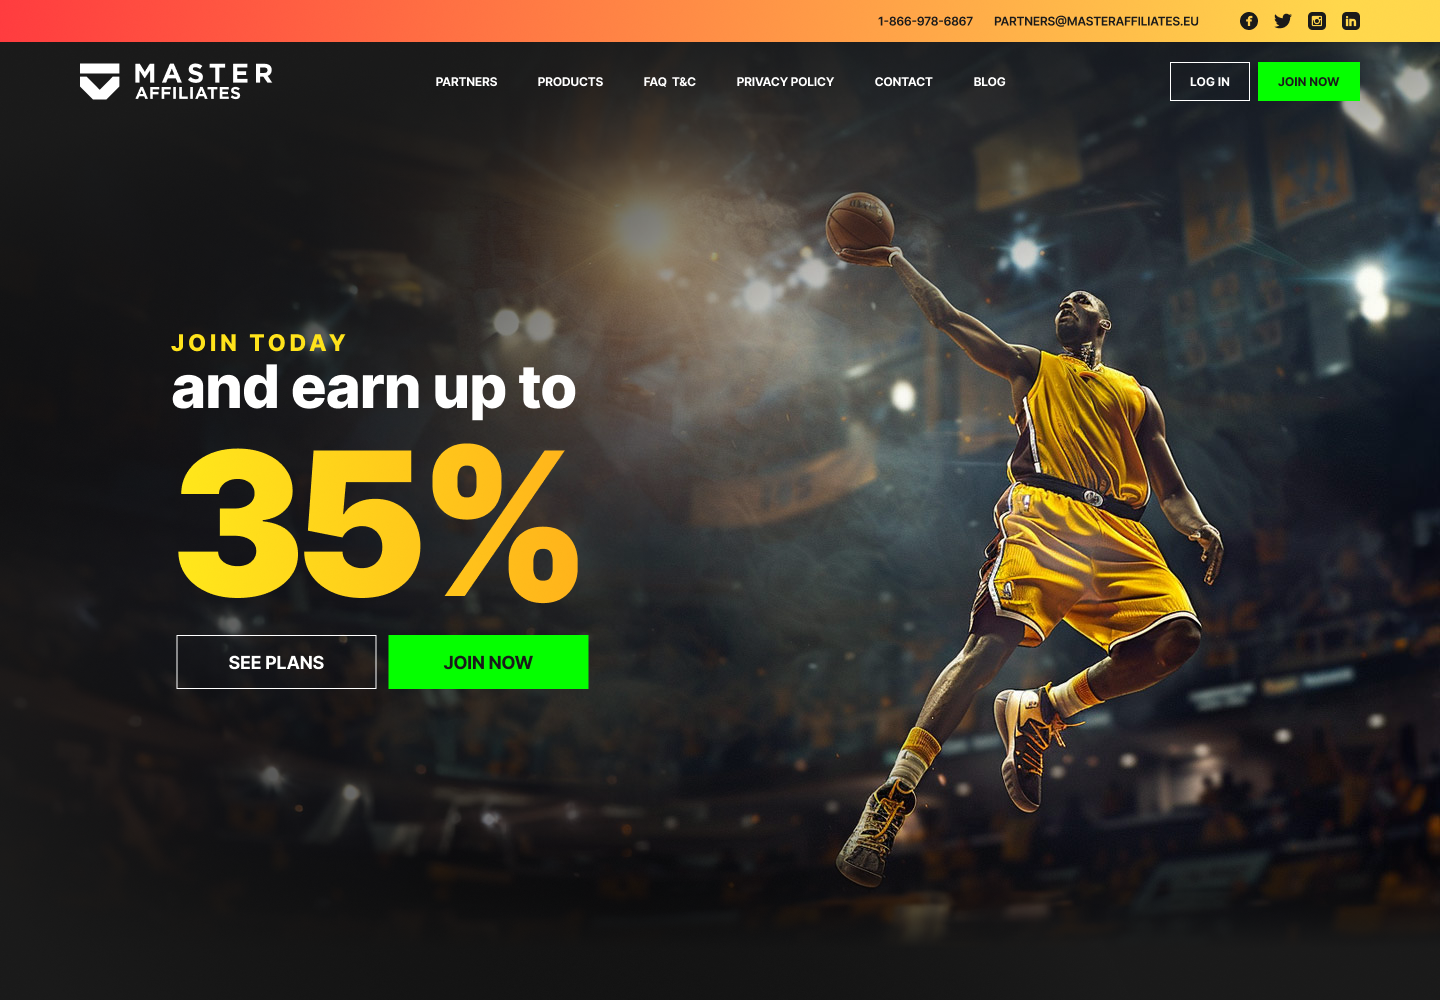 1-866-978-6867 PARTNERS@MASTERAFFILIATES.EU
MASTER
AFFILIATES
PARTNERS PRODUCTS FAQ T&C PRIVACY POLICY CONTACT BLOG
LOG IN JOIN NOW
JOIN TODAY
and earn up to
35%
SEE PLANS JOIN NOW